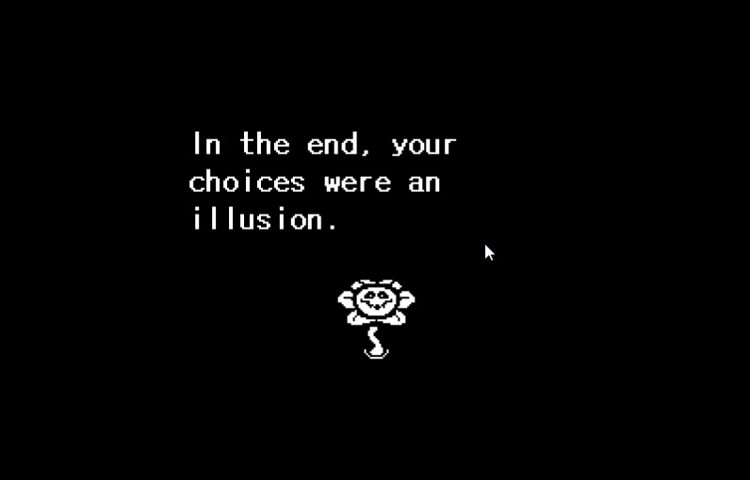 In the end, your
choices were an
illusion.